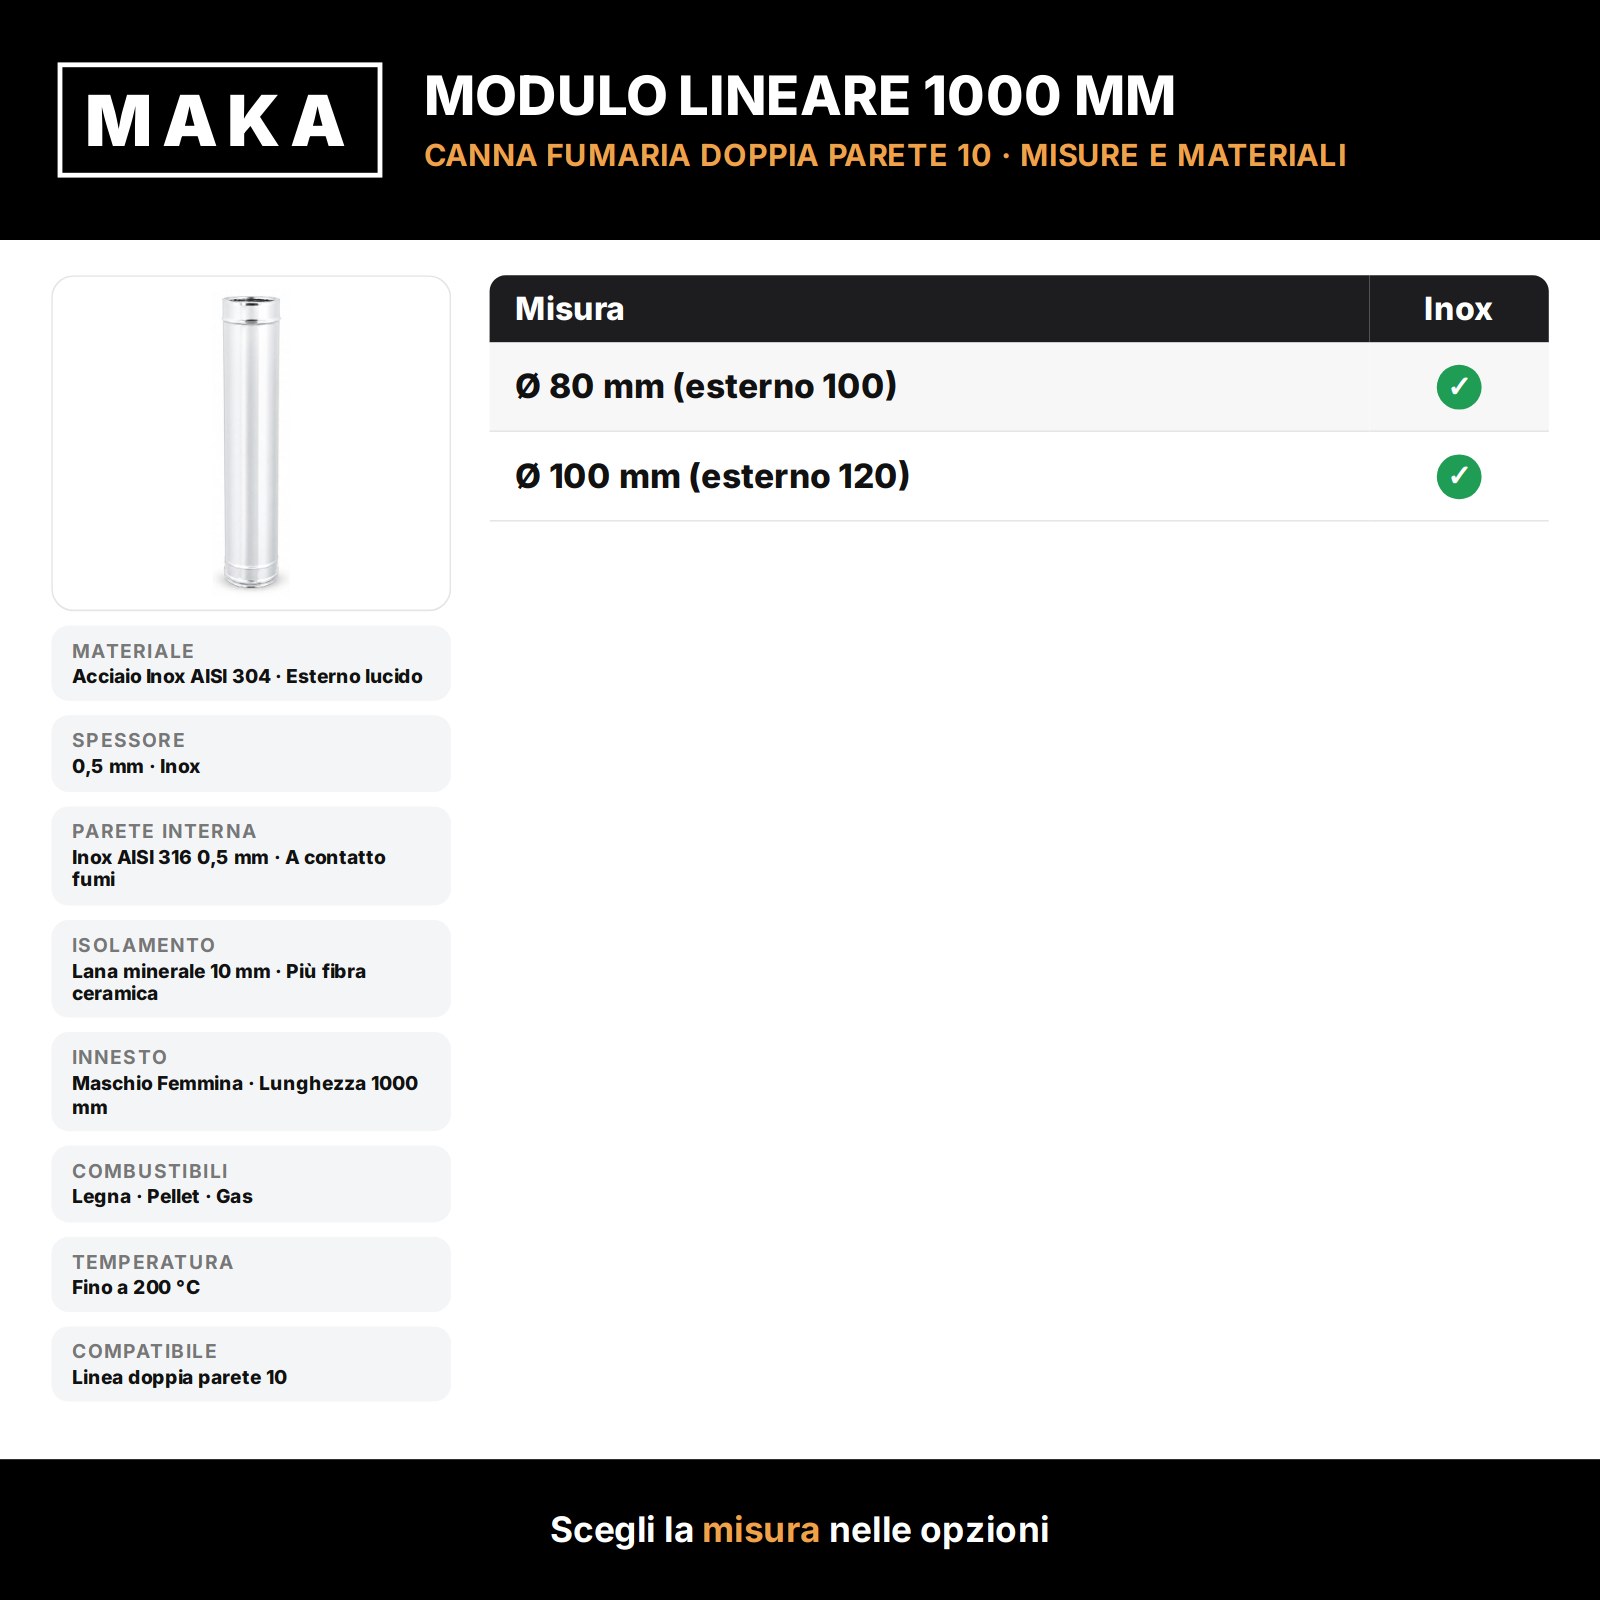 MAKA
MODULO LINEARE 1000 MM
CANNA FUMARIA DOPPIA PARETE 10 · MISURE E MATERIALI
Misura Inox
Ø 80 mm (esterno 100) ✓
Ø 100 mm (esterno 120) ✓
MATERIALE
Acciaio Inox AISI 304 · Esterno lucido
SPESSORE
0,5 mm · Inox
PARETE INTERNA
Inox AISI 316 0,5 mm · A contatto
fumi
ISOLAMENTO
Lana minerale 10 mm · Più fibra
ceramica
INNESTO
Maschio Femmina · Lunghezza 1000
mm
COMBUSTIBILI
Legna · Pellet · Gas
TEMPERATURA
Fino a 200 °C
COMPATIBILE
Linea doppia parete 10
Scegli la misura nelle opzioni